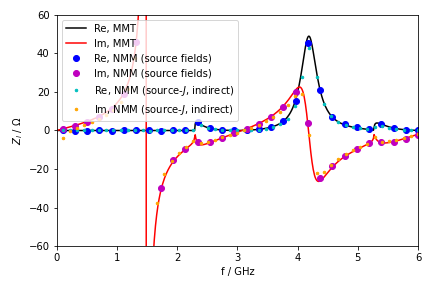 60
40
20
0
−20
−40
−60
Z_i / Ω
Re, MMT
Im, MMT
Re, NMM (source fields)
Im, NMM (source fields)
Re, NMM (source-J, indirect)
Im, NMM (source-J, indirect)
0 1 2 3 4 5 6
f / GHz